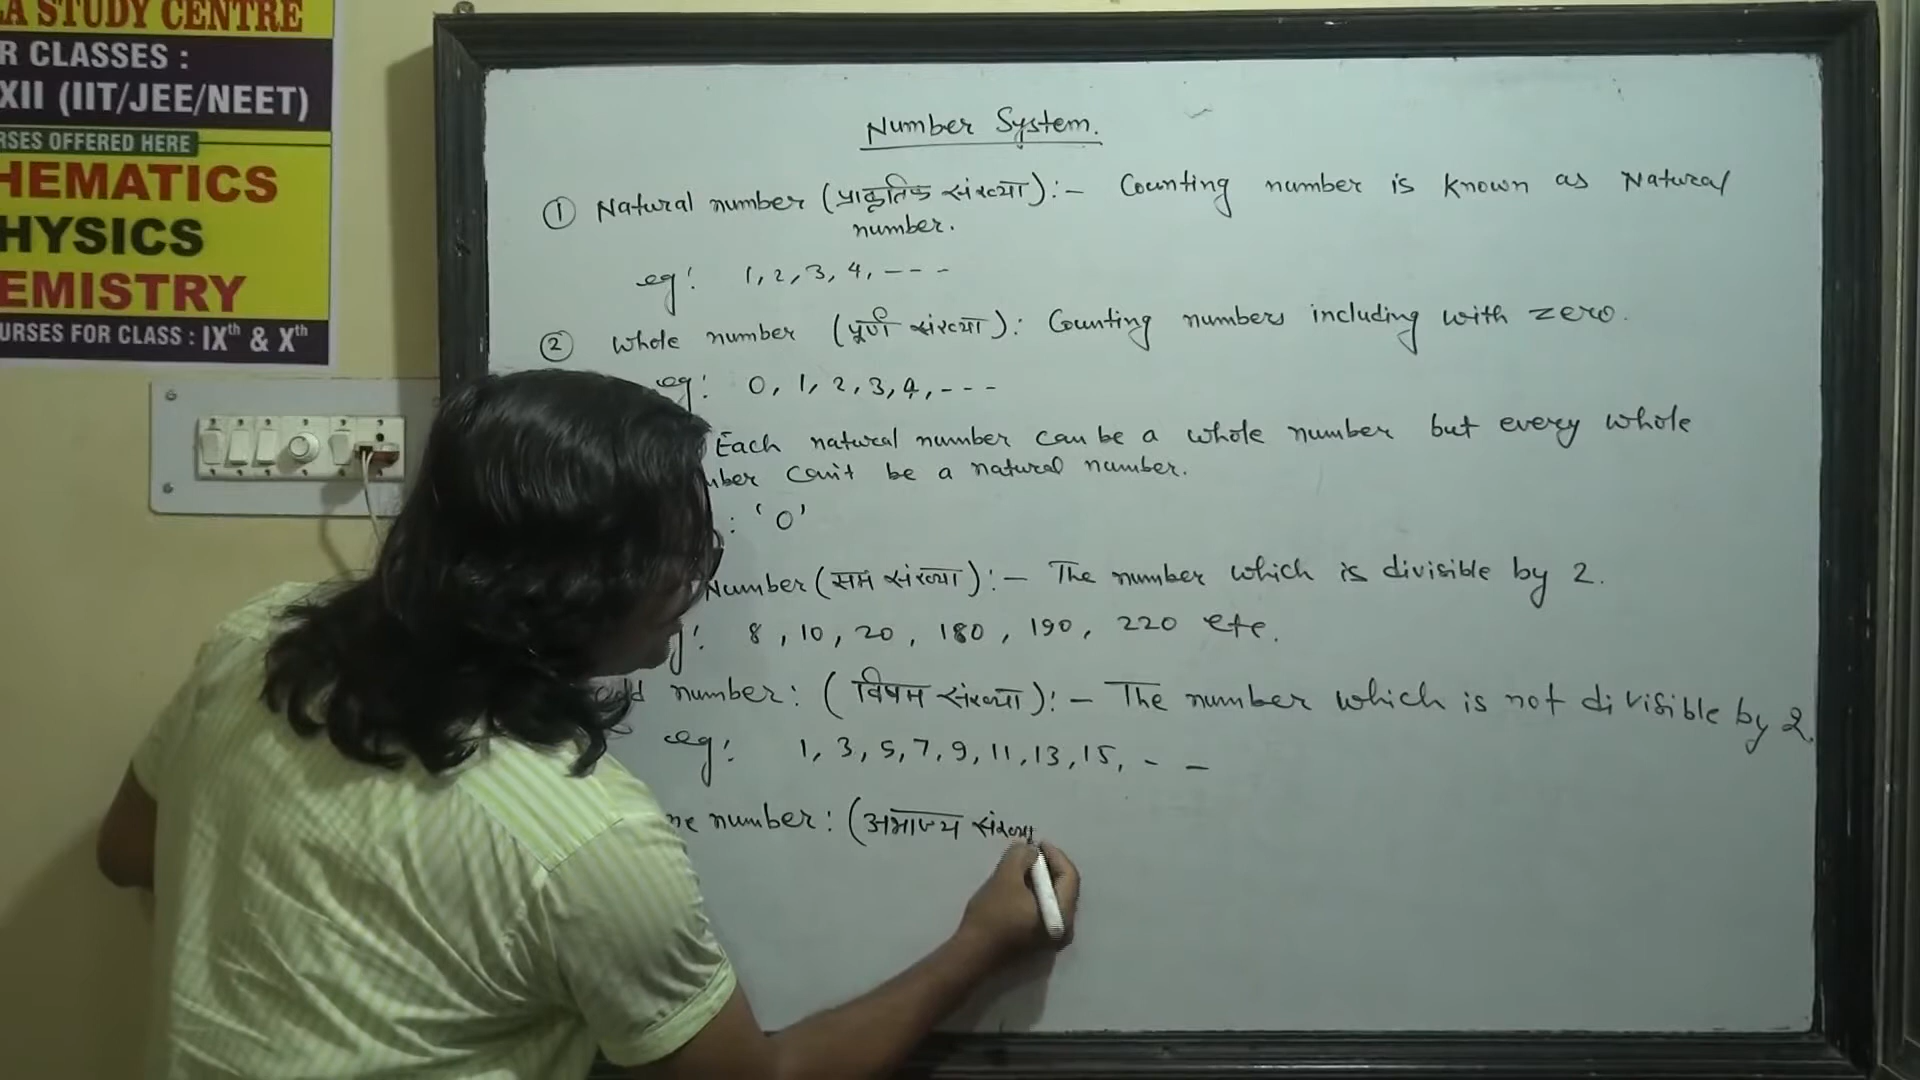 A STUDY CENTRE
R CLASSES :
XII (IIT/JEE/NEET)
RSES OFFERED HERE
HEMATICS
HYSICS
EMISTRY
URSES FOR CLASS : IXth & Xth
Number System.
① Natural number (प्राकृतिक संख्या) :- Counting number is known as Natural
number.
eg: 1, 2, 3, 4, - - -
② Whole number (पूर्ण संख्या) : Counting numbers including with zero.
eg: 0, 1, 2, 3, 4, - - -
Each natural number can be a whole number but every whole
mber can't be a natural number.
: '0'
Number (सम संख्या) :- The number which is divisible by 2.
g: 8, 10, 20, 180, 190, 220 etc.
odd number: (विषम संख्या) :- The number which is not divisible by 2.
eg: 1, 3, 5, 7, 9, 11, 13, 15, - -
me number: (अभाज्य संख्या